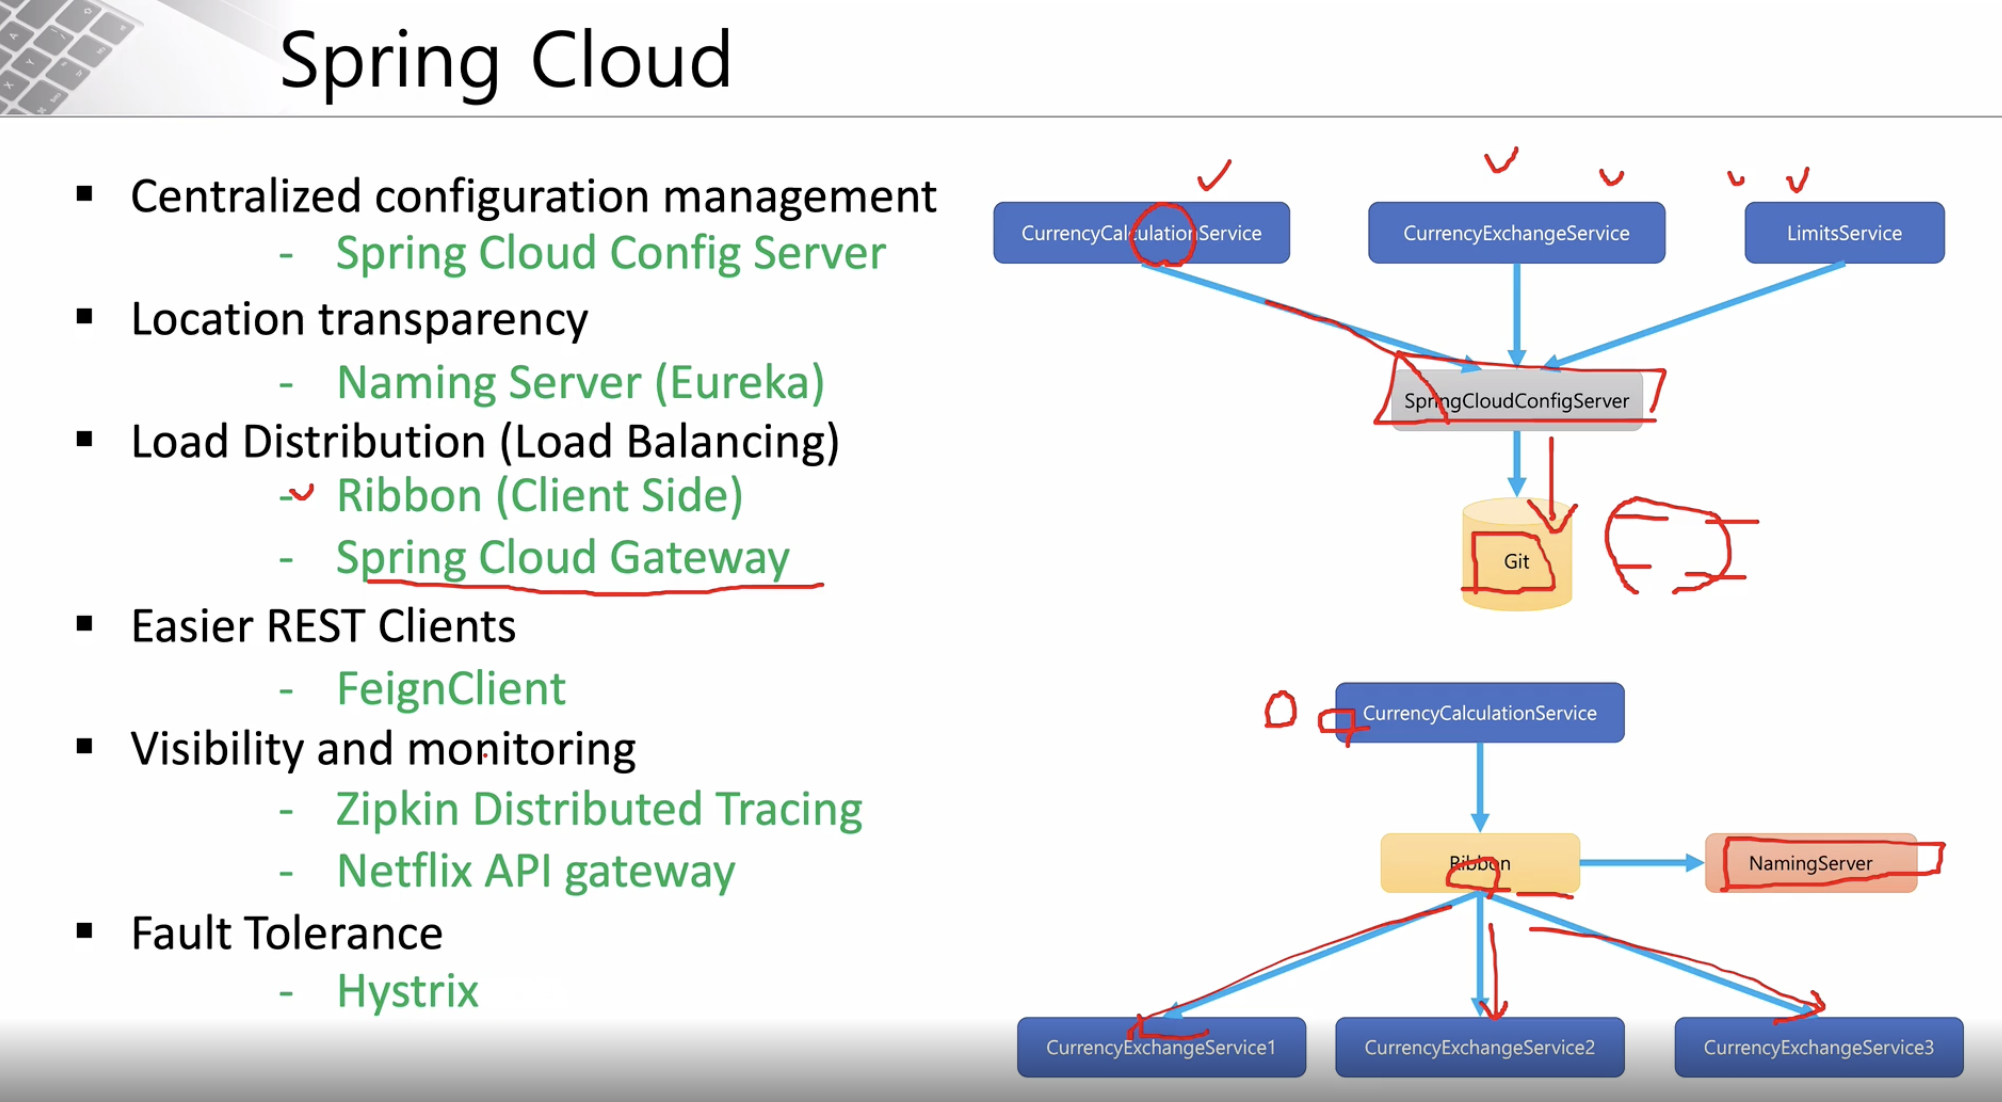 Spring Cloud
▪ Centralized configuration management
- Spring Cloud Config Server
▪ Location transparency
- Naming Server (Eureka)
▪ Load Distribution (Load Balancing)
- Ribbon (Client Side)
- Spring Cloud Gateway
▪ Easier REST Clients
- FeignClient
▪ Visibility and monitoring
- Zipkin Distributed Tracing
- Netflix API gateway
▪ Fault Tolerance
- Hystrix
CurrencyCalculationService
CurrencyExchangeService
LimitsService
SpringCloudConfigServer
Git
CurrencyCalculationService
Ribbon
NamingServer
CurrencyExchangeService1
CurrencyExchangeService2
CurrencyExchangeService3